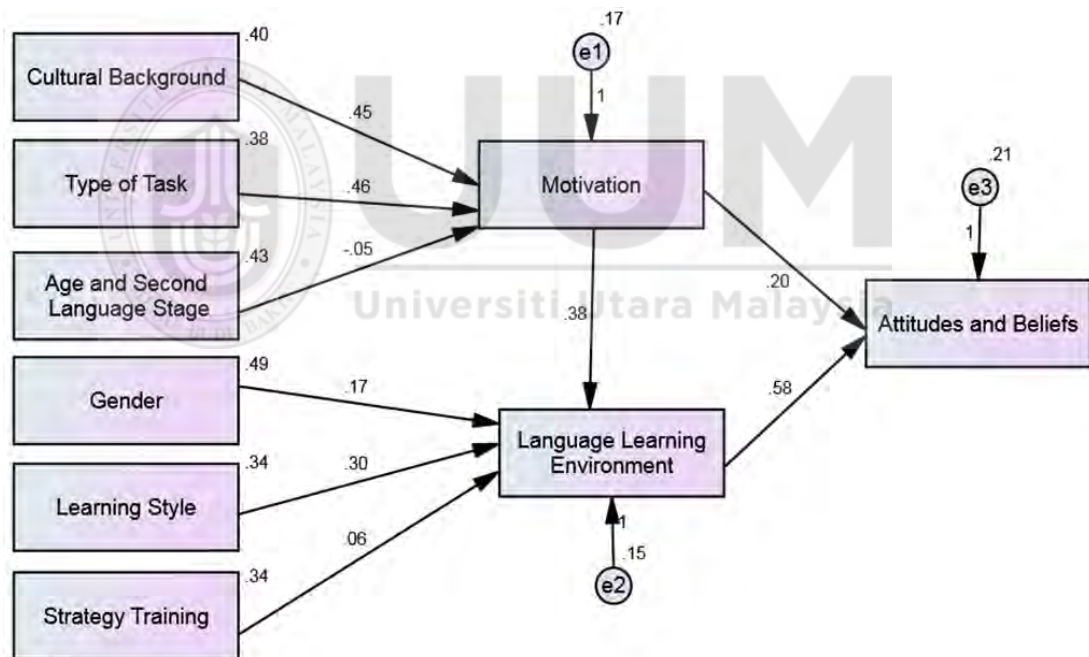 .40
Cultural Background
.45
.38
Type of Task
.46
.43
Age and Second
Language Stage
-.05
.49
Gender
.17
.34
Learning Style
.30
.34
Strategy Training
.06
.17
e1
1
Motivation
.38
.20
Language Learning
Environment
.58
1
.15
e2
.21
e3
1
Attitudes and Beliefs
UUM
Universiti Utara Malaysia